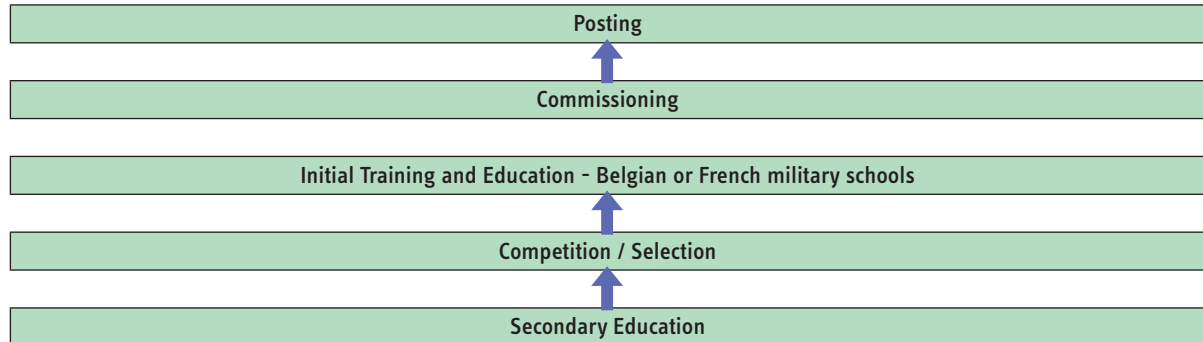 Posting
Commissioning
Initial Training and Education - Belgian or French military schools
Competition / Selection
Secondary Education